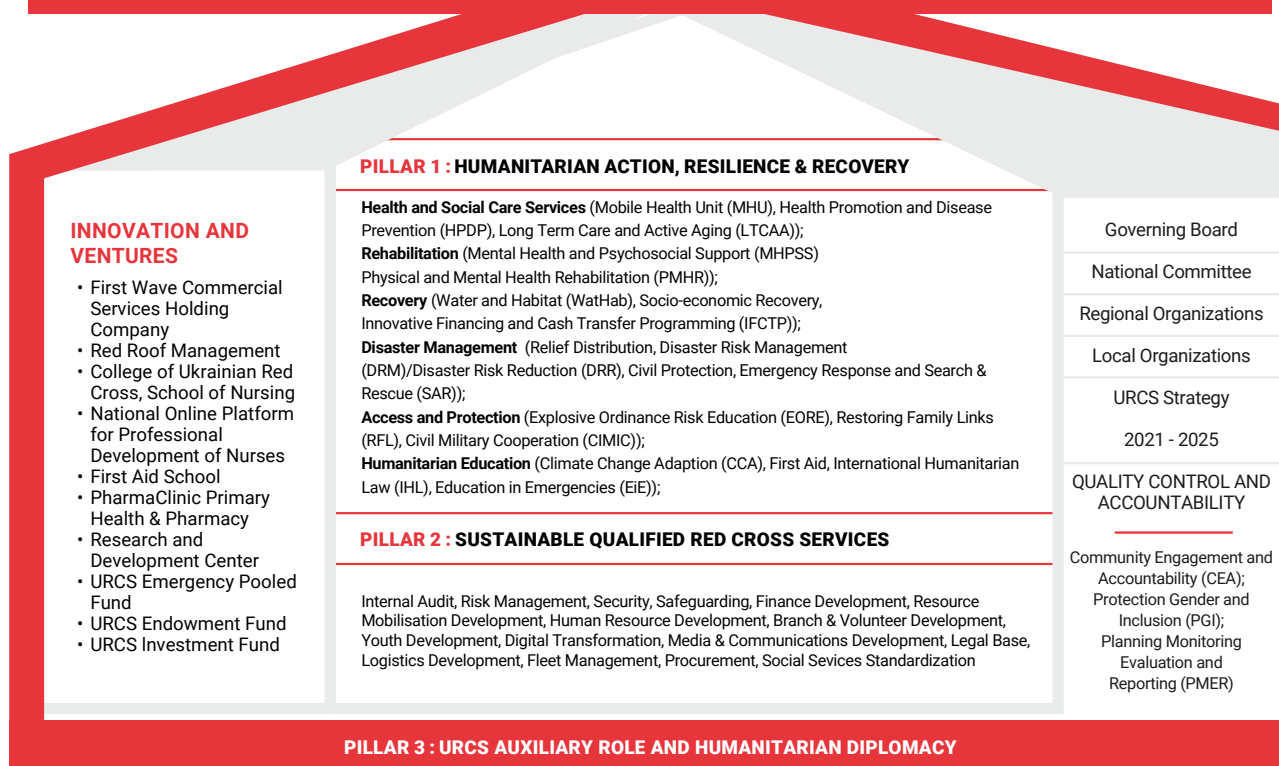 INNOVATION AND
VENTURES
• First Wave Commercial
Services Holding
Company
• Red Roof Management
• College of Ukrainian Red
Cross, School of Nursing
• National Online Platform
for Professional
Development of Nurses
• First Aid School
• PharmaClinic Primary
Health & Pharmacy
• Research and
Development Center
• URCS Emergency Pooled
Fund
• URCS Endowment Fund
• URCS Investment Fund
PILLAR 1 : HUMANITARIAN ACTION, RESILIENCE & RECOVERY
Health and Social Care Services (Mobile Health Unit (MHU), Health Promotion and Disease
Prevention (HPDP), Long Term Care and Active Aging (LTCAA));
Rehabilitation (Mental Health and Psychosocial Support (MHPSS)
Physical and Mental Health Rehabilitation (PMHR));
Recovery (Water and Habitat (WatHab), Socio-economic Recovery,
Innovative Financing and Cash Transfer Programming (IFCTP));
Disaster Management (Relief Distribution, Disaster Risk Management
(DRM)/Disaster Risk Reduction (DRR), Civil Protection, Emergency Response and Search &
Rescue (SAR));
Access and Protection (Explosive Ordinance Risk Education (EORE), Restoring Family Links
(RFL), Civil Military Cooperation (CIMIC));
Humanitarian Education (Climate Change Adaption (CCA), First Aid, International Humanitarian
Law (IHL), Education in Emergencies (EiE));
PILLAR 2 : SUSTAINABLE QUALIFIED RED CROSS SERVICES
Internal Audit, Risk Management, Security, Safeguarding, Finance Development, Resource
Mobilisation Development, Human Resource Development, Branch & Volunteer Development,
Youth Development, Digital Transformation, Media & Communications Development, Legal Base,
Logistics Development, Fleet Management, Procurement, Social Sevices Standardization
Governing Board
National Committee
Regional Organizations
Local Organizations
URCS Strategy
2021 - 2025
QUALITY CONTROL AND
ACCOUNTABILITY
Community Engagement and
Accountability (CEA);
Protection Gender and
Inclusion (PGI);
Planning Monitoring
Evaluation and
Reporting (PMER)
PILLAR 3 : URCS AUXILIARY ROLE AND HUMANITARIAN DIPLOMACY